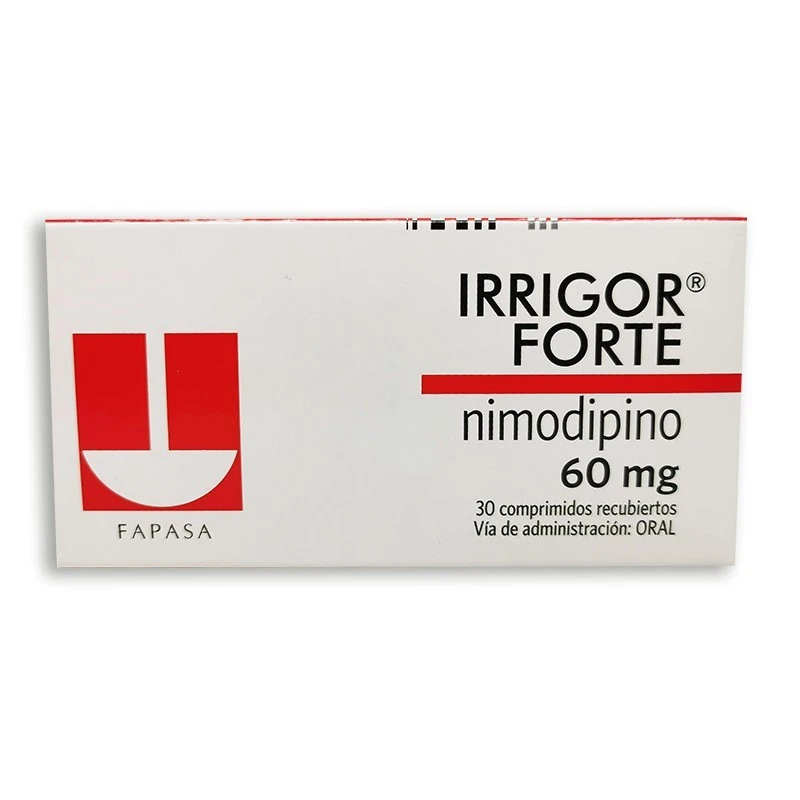 IRRIGOR®
FORTE
nimodipino
60 mg
30 comprimidos recubiertos
Vía de administración: ORAL
FAPASA